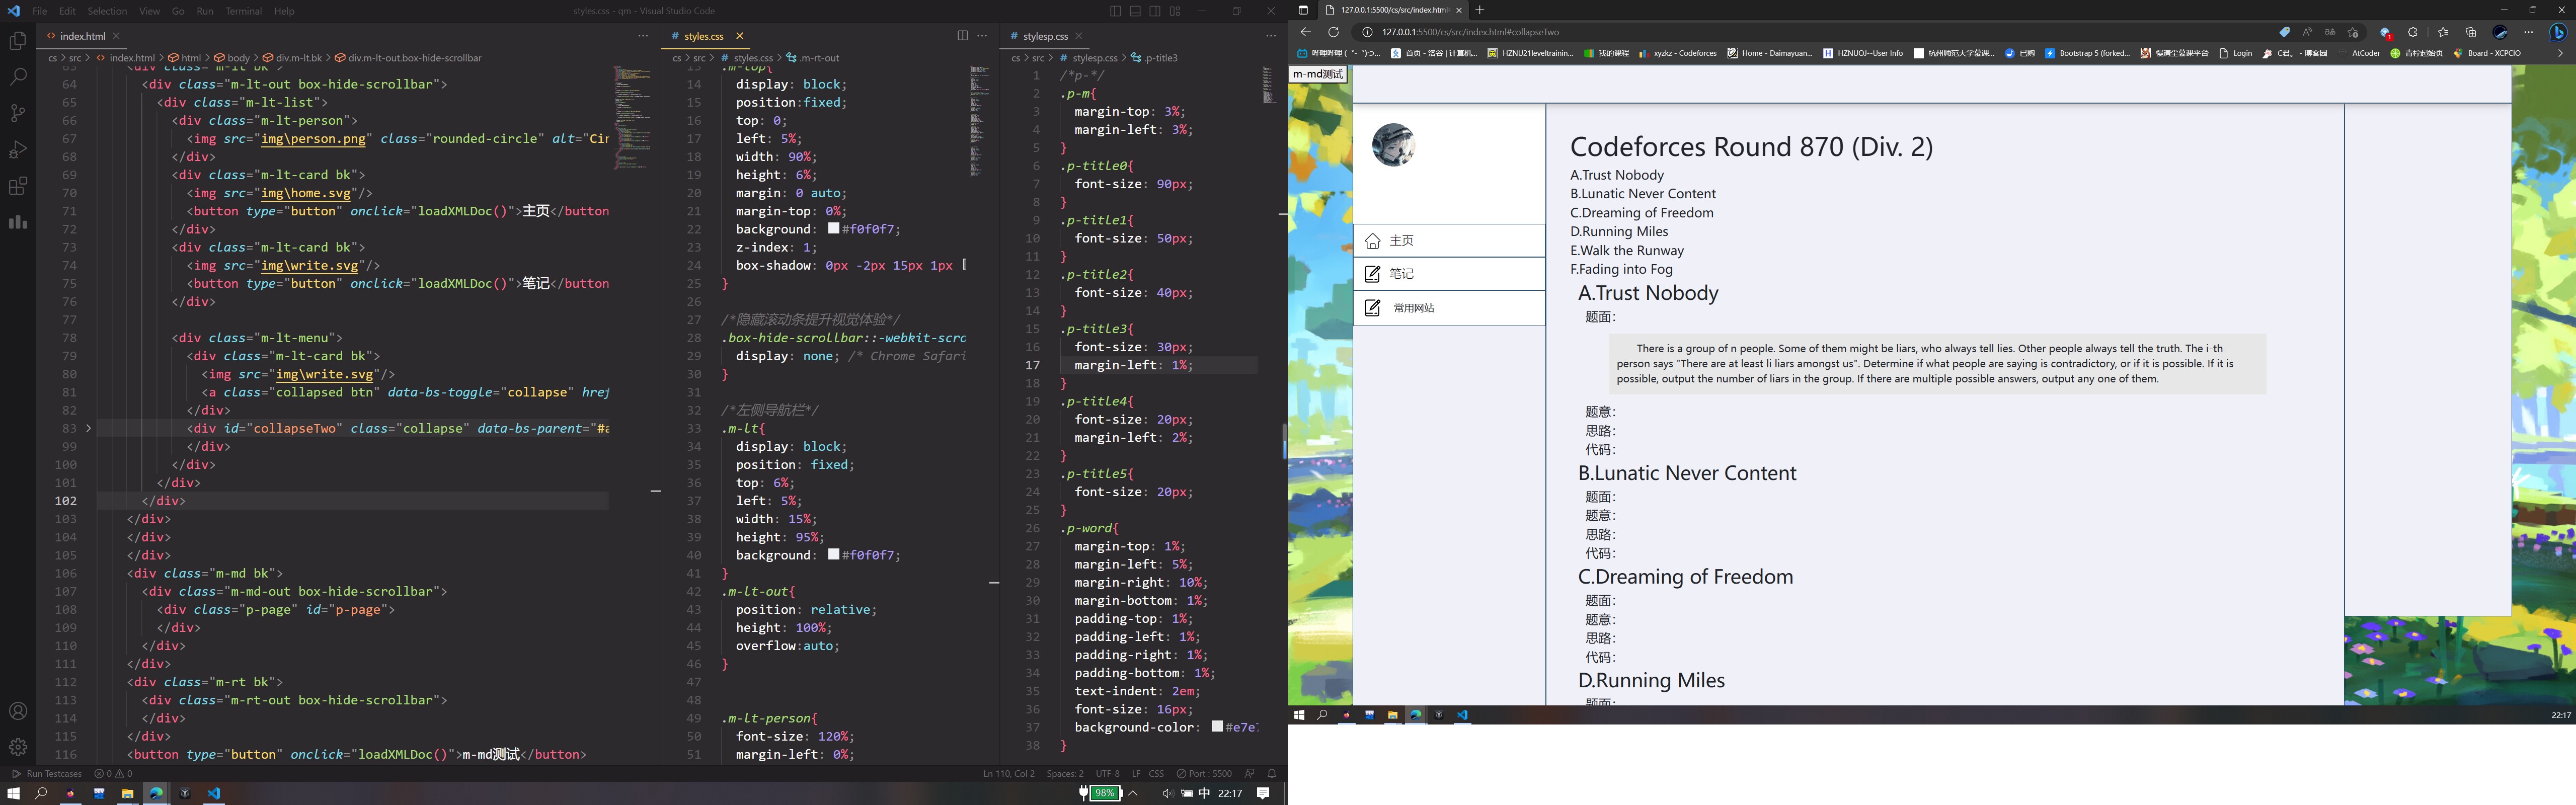 File Edit Selection View Go Run Terminal Help
styles.css - qm - Visual Studio Code
index.html
cs > src > index.html > html > body > div.m-lt.bk > div.m-lt-out.box-hide-scrollbar
64 <div class="m-lt-out box-hide-scrollbar">
65 <div class="m-lt-list">
66 <div class="m-lt-person">
67 <img src="img\person.png" class="rounded-circle" alt="Cir
68 </div>
69 <div class="m-lt-card bk">
70 <img src="img\home.svg"/>
71 <button type="button" onclick="loadXMLDoc()">主页</button
72 </div>
73 <div class="m-lt-card bk">
74 <img src="img\write.svg"/>
75 <button type="button" onclick="loadXMLDoc()">笔记</button
76 </div>
77
78 <div class="m-lt-menu">
79 <div class="m-lt-card bk">
80 <img src="img\write.svg"/>
81 <a class="collapsed btn" data-bs-toggle="collapse" href
82 </div>
83 <div id="collapseTwo" class="collapse" data-bs-parent="#a
99 </div>
100 </div>
101 </div>
102 </div>
103 </div>
104 </div>
105 </div>
106 <div class="m-md bk">
107 <div class="m-md-out box-hide-scrollbar">
108 <div class="p-page" id="p-page">
109 </div>
110 </div>
111 </div>
112 <div class="m-rt bk">
113 <div class="m-rt-out box-hide-scrollbar">
114 </div>
115 </div>
116 <button type="button" onclick="loadXMLDoc()">m-md测试</button>
styles.css
cs > src > styles.css > .m-rt-out
13 .m-top{
14 display: block;
15 position:fixed;
16 top: 0;
17 left: 5%;
18 width: 90%;
19 height: 6%;
20 margin: 0 auto;
21 margin-top: 0%;
22 background: #f0f0f7;
23 z-index: 1;
24 box-shadow: 0px -2px 15px 1px
25 }
26
27 /*隐藏滚动条提升视觉体验*/
28 .box-hide-scrollbar::-webkit-scro
29 display: none; /* Chrome Safari
30 }
31
32 /*左侧导航栏*/
33 .m-lt{
34 display: block;
35 position: fixed;
36 top: 6%;
37 left: 5%;
38 width: 15%;
39 height: 95%;
40 background: #f0f0f7;
41 }
42 .m-lt-out{
43 position: relative;
44 height: 100%;
45 overflow:auto;
46 }
47
48
49 .m-lt-person{
50 font-size: 120%;
51 margin-left: 0%;
stylesp.css
cs > src > stylesp.css > .p-title3
1 /*p-*/
2 .p-m{
3 margin-top: 3%;
4 margin-left: 3%;
5 }
6 .p-title0{
7 font-size: 90px;
8 }
9 .p-title1{
10 font-size: 50px;
11 }
12 .p-title2{
13 font-size: 40px;
14 }
15 .p-title3{
16 font-size: 30px;
17 margin-left: 1%;
18 }
19 .p-title4{
20 font-size: 20px;
21 margin-left: 2%;
22 }
23 .p-title5{
24 font-size: 20px;
25 }
26 .p-word{
27 margin-top: 1%;
28 margin-left: 5%;
29 margin-right: 10%;
30 margin-bottom: 1%;
31 padding-top: 1%;
32 padding-left: 1%;
33 padding-right: 1%;
34 padding-bottom: 1%;
35 text-indent: 2em;
36 font-size: 16px;
37 background-color: #e7e7
38 }
Run Testcases 0 0
Ln 110, Col 2 Spaces: 2 UTF-8 LF CSS Port : 5500
98% 中 22:17
127.0.0.1:5500/cs/src/index.html
127.0.0.1:5500/cs/src/index.html#collapseTwo
首页 - 洛谷 | 计算机... HZNU21leveltrainin... 我的课程 xyzkz - Codeforces Home - Daimayuan... HZNUOJ--User Info 杭州师范大学慕课... 已购 Bootstrap 5 (forked... Login C君。- 博客园 AtCoder 青柠起始页 Board - XCPCIO
m-md测试
主页
笔记
常用网站
Codeforces Round 870 (Div. 2)
A.Trust Nobody
B.Lunatic Never Content
C.Dreaming of Freedom
D.Running Miles
E.Walk the Runway
F.Fading into Fog
A.Trust Nobody
题面：
There is a group of n people. Some of them might be liars, who always tell lies. Other people always tell the truth. The i-th
person says "There are at least li liars amongst us". Determine if what people are saying is contradictory, or if it is possible. If it is
possible, output the number of liars in the group. If there are multiple possible answers, output any one of them.
题意：
思路：
代码：
B.Lunatic Never Content
题面：
题意：
思路：
代码：
C.Dreaming of Freedom
题面：
题意：
思路：
代码：
D.Running Miles
题面：
22:17